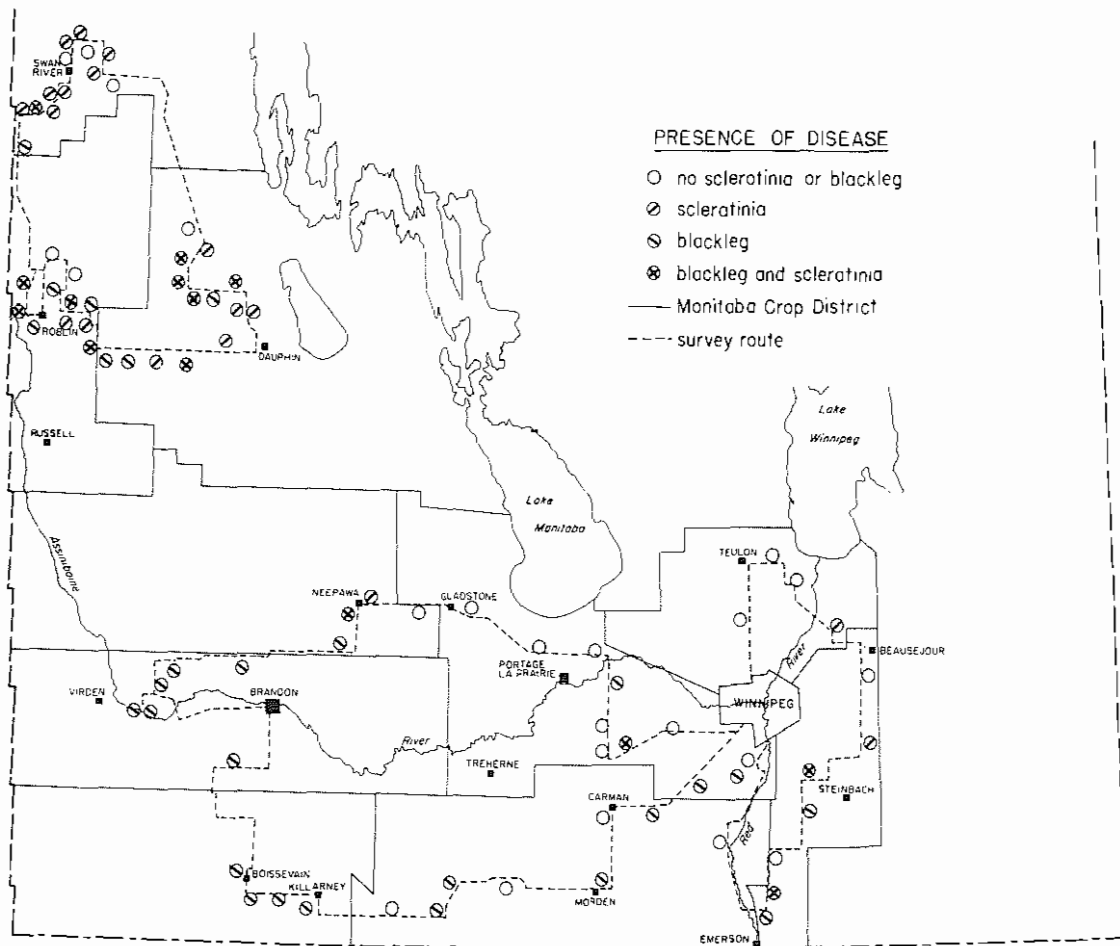 SWAN
RIVER
PRESENCE OF DISEASE
no scleratinia or blackleg
scleratinia
blackleg
blackleg and scleratinia
Manitaba Crop District
survey route
ROBLIN
DAUPHIN
RUSSELL
Lake
Winnipeg
Lake
Manitaba
Assiniboine
TEULON
NEEPAWA
GLADSTONE
BEAUSEJOUR
River
PORTAGE
LA PRAIRIE
VIRDEN
BRANDON
WINNIPEG
River
TREHERNE
STEINBACH
CARMAN
Red
BOISSEVAIN
KILLARNEY
MORDEN
EMERSON